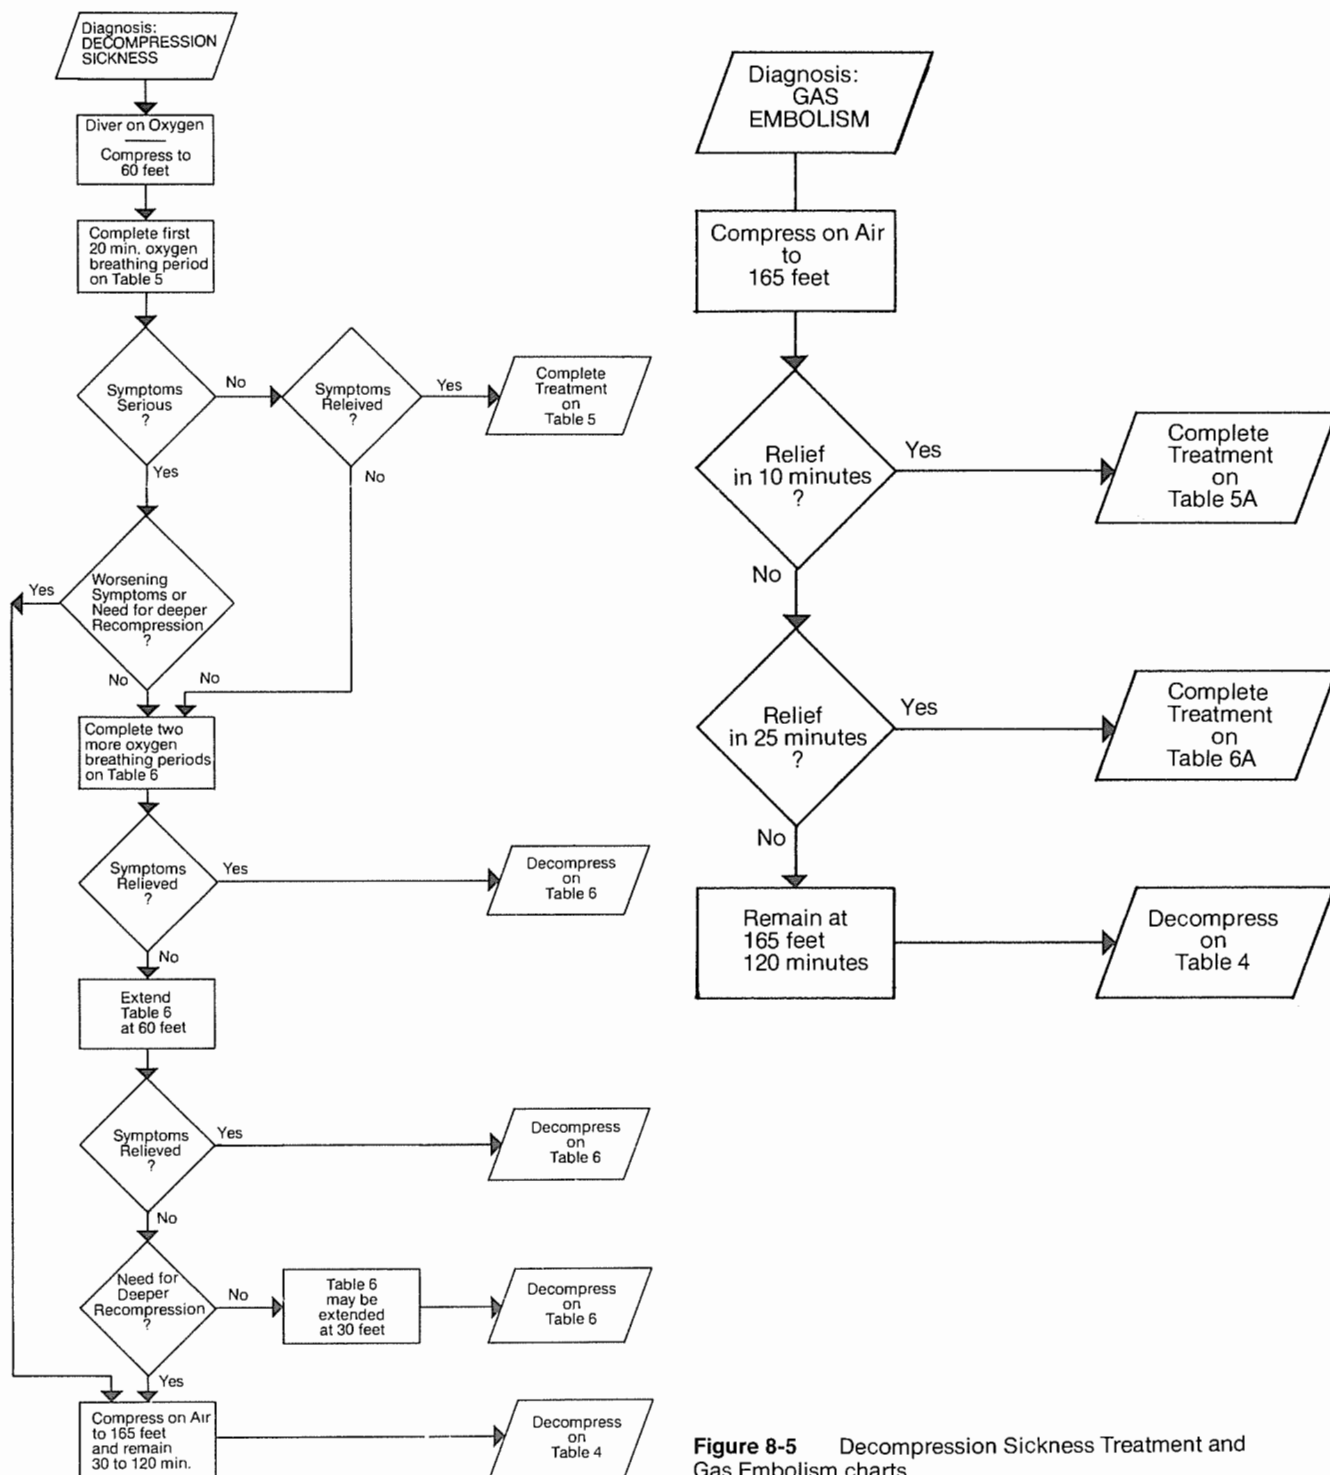 Diagnosis:
DECOMPRESSION
SICKNESS
Diver on Oxygen
Compress to
60 feet
Complete first
20 min. oxygen
breathing period
on Table 5
Symptoms
Serious
?
No
Symptoms
Releived
?
Yes
Complete
Treatment
on
Table 5
Yes
No
Worsening
Symptoms or
Need for deeper
Recompression
?
Yes
No
No
Complete two
more oxygen
breathing periods
on Table 6
Symptoms
Relieved
?
Yes
Decompress
on
Table 6
No
Extend
Table 6
at 60 feet
Symptoms
Relieved
?
Yes
Decompress
on
Table 6
No
Need for
Deeper
Recompression
?
No
Table 6
may be
extended
at 30 feet
Decompress
on
Table 6
Yes
Compress on Air
to 165 feet
and remain
30 to 120 min.
Decompress
on
Table 4
Diagnosis:
GAS
EMBOLISM
Compress on Air
to
165 feet
Relief
in 10 minutes
?
Yes
Complete
Treatment
on
Table 5A
No
Relief
in 25 minutes
?
Yes
Complete
Treatment
on
Table 6A
No
Remain at
165 feet
120 minutes
Decompress
on
Table 4
Figure 8-5 Decompression Sickness Treatment and
Gas Embolism charts